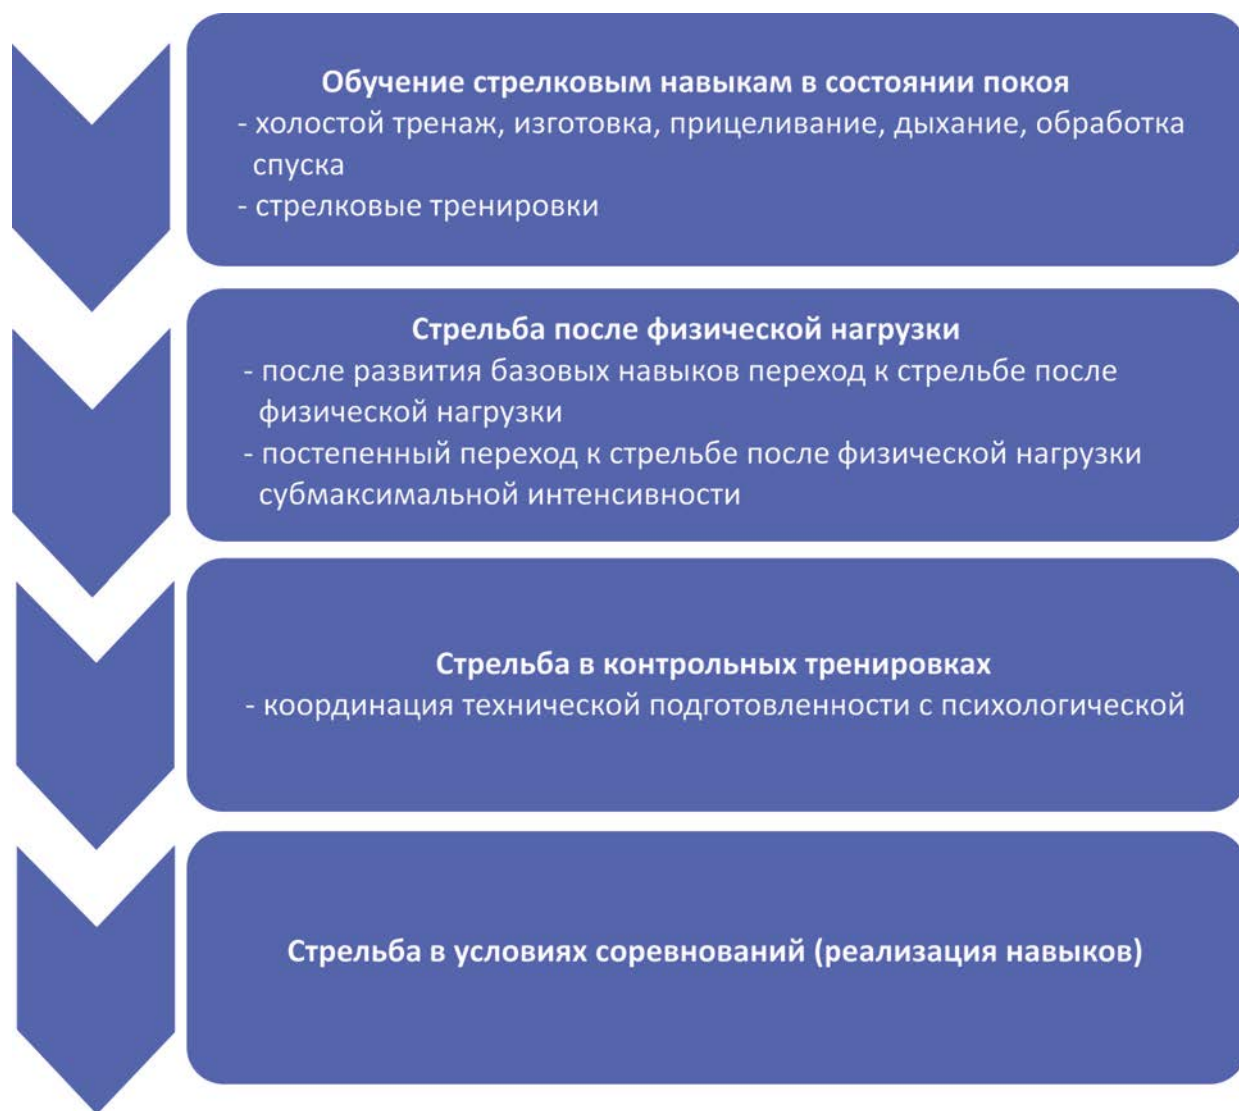 Обучение стрелковым навыкам в состоянии покоя
- холостой тренаж, изготовка, прицеливание, дыхание, обработка
спуска
- стрелковые тренировки
Стрельба после физической нагрузки
- после развития базовых навыков переход к стрельбе после
физической нагрузки
- постепенный переход к стрельбе после физической нагрузки
субмаксимальной интенсивности
Стрельба в контрольных тренировках
- координация технической подготовленности с психологической
Стрельба в условиях соревнований (реализация навыков)